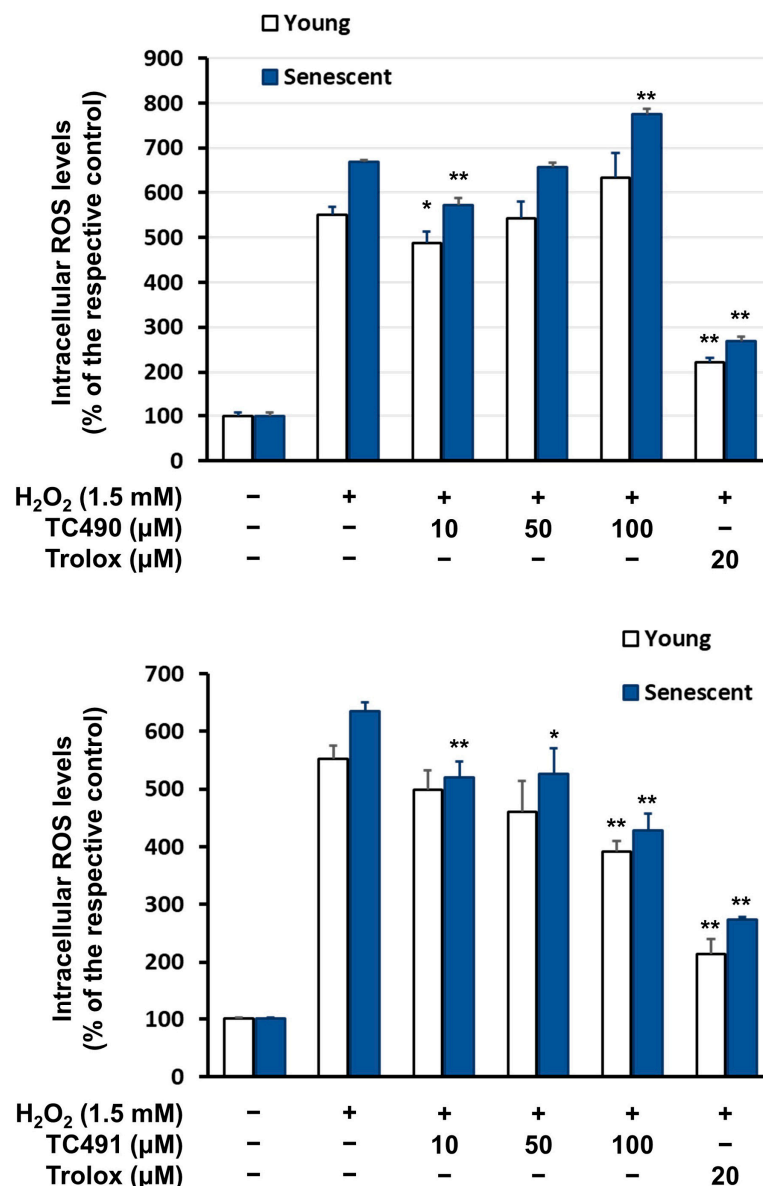 Young
Senescent
Intracellular ROS levels
(% of the respective control)
900
800
700
600
500
400
300
200
100
0
**
* **
** **
H₂O₂ (1.5 mM) − + + + + +
TC490 (μM) − − 10 50 100 −
Trolox (μM) − − − − − 20
Young
Senescent
Intracellular ROS levels
(% of the respective control)
700
600
500
400
300
200
100
0
** *
** **
** **
H₂O₂ (1.5 mM) − + + + + +
TC491 (μM) − − 10 50 100 −
Trolox (μM) − − − − − 20